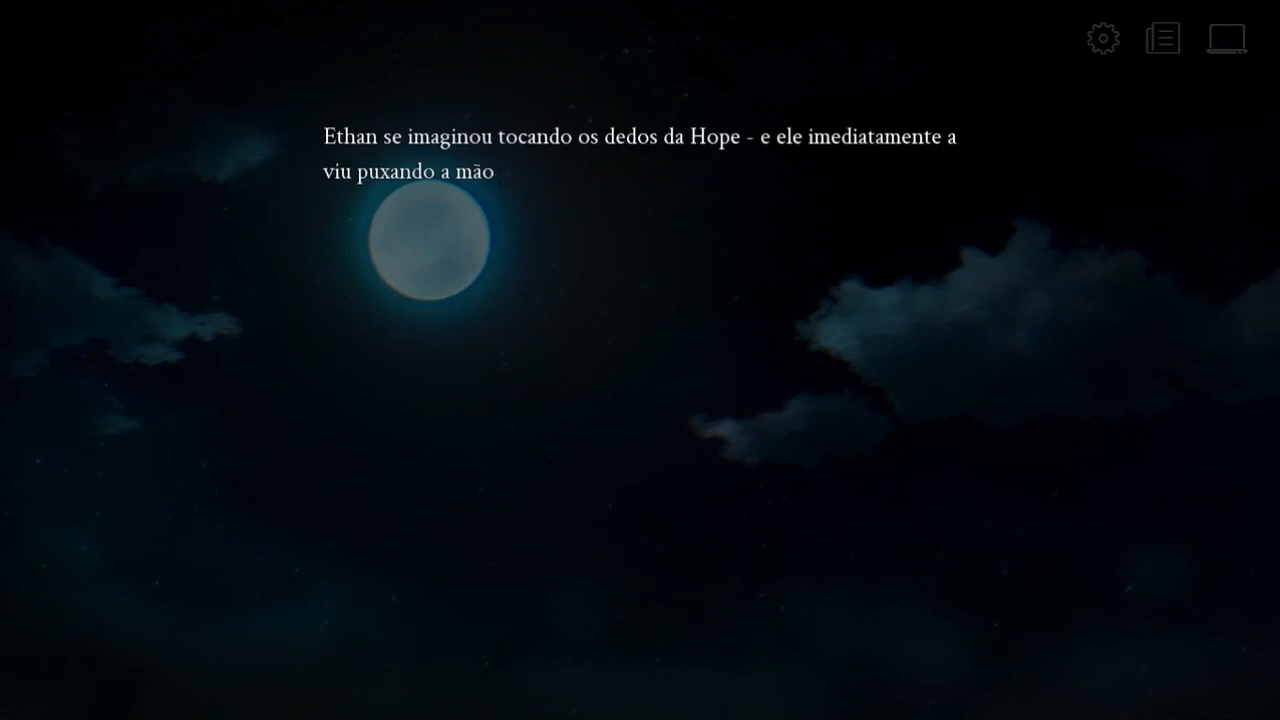 Ethan se imaginou tocando os dedos da Hope - e ele imediatamente a
viu puxando a mão